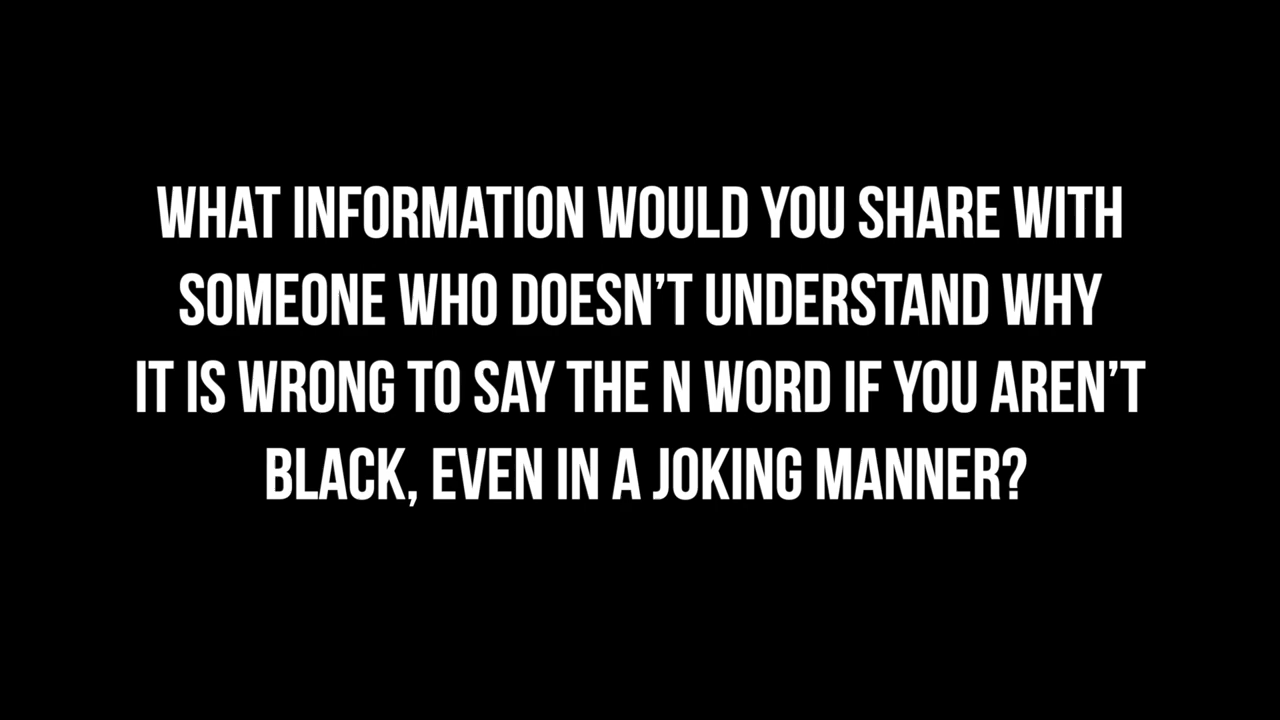 WHAT INFORMATION WOULD YOU SHARE WITH
SOMEONE WHO DOESN’T UNDERSTAND WHY
IT IS WRONG TO SAY THE N WORD IF YOU AREN’T
BLACK, EVEN IN A JOKING MANNER?